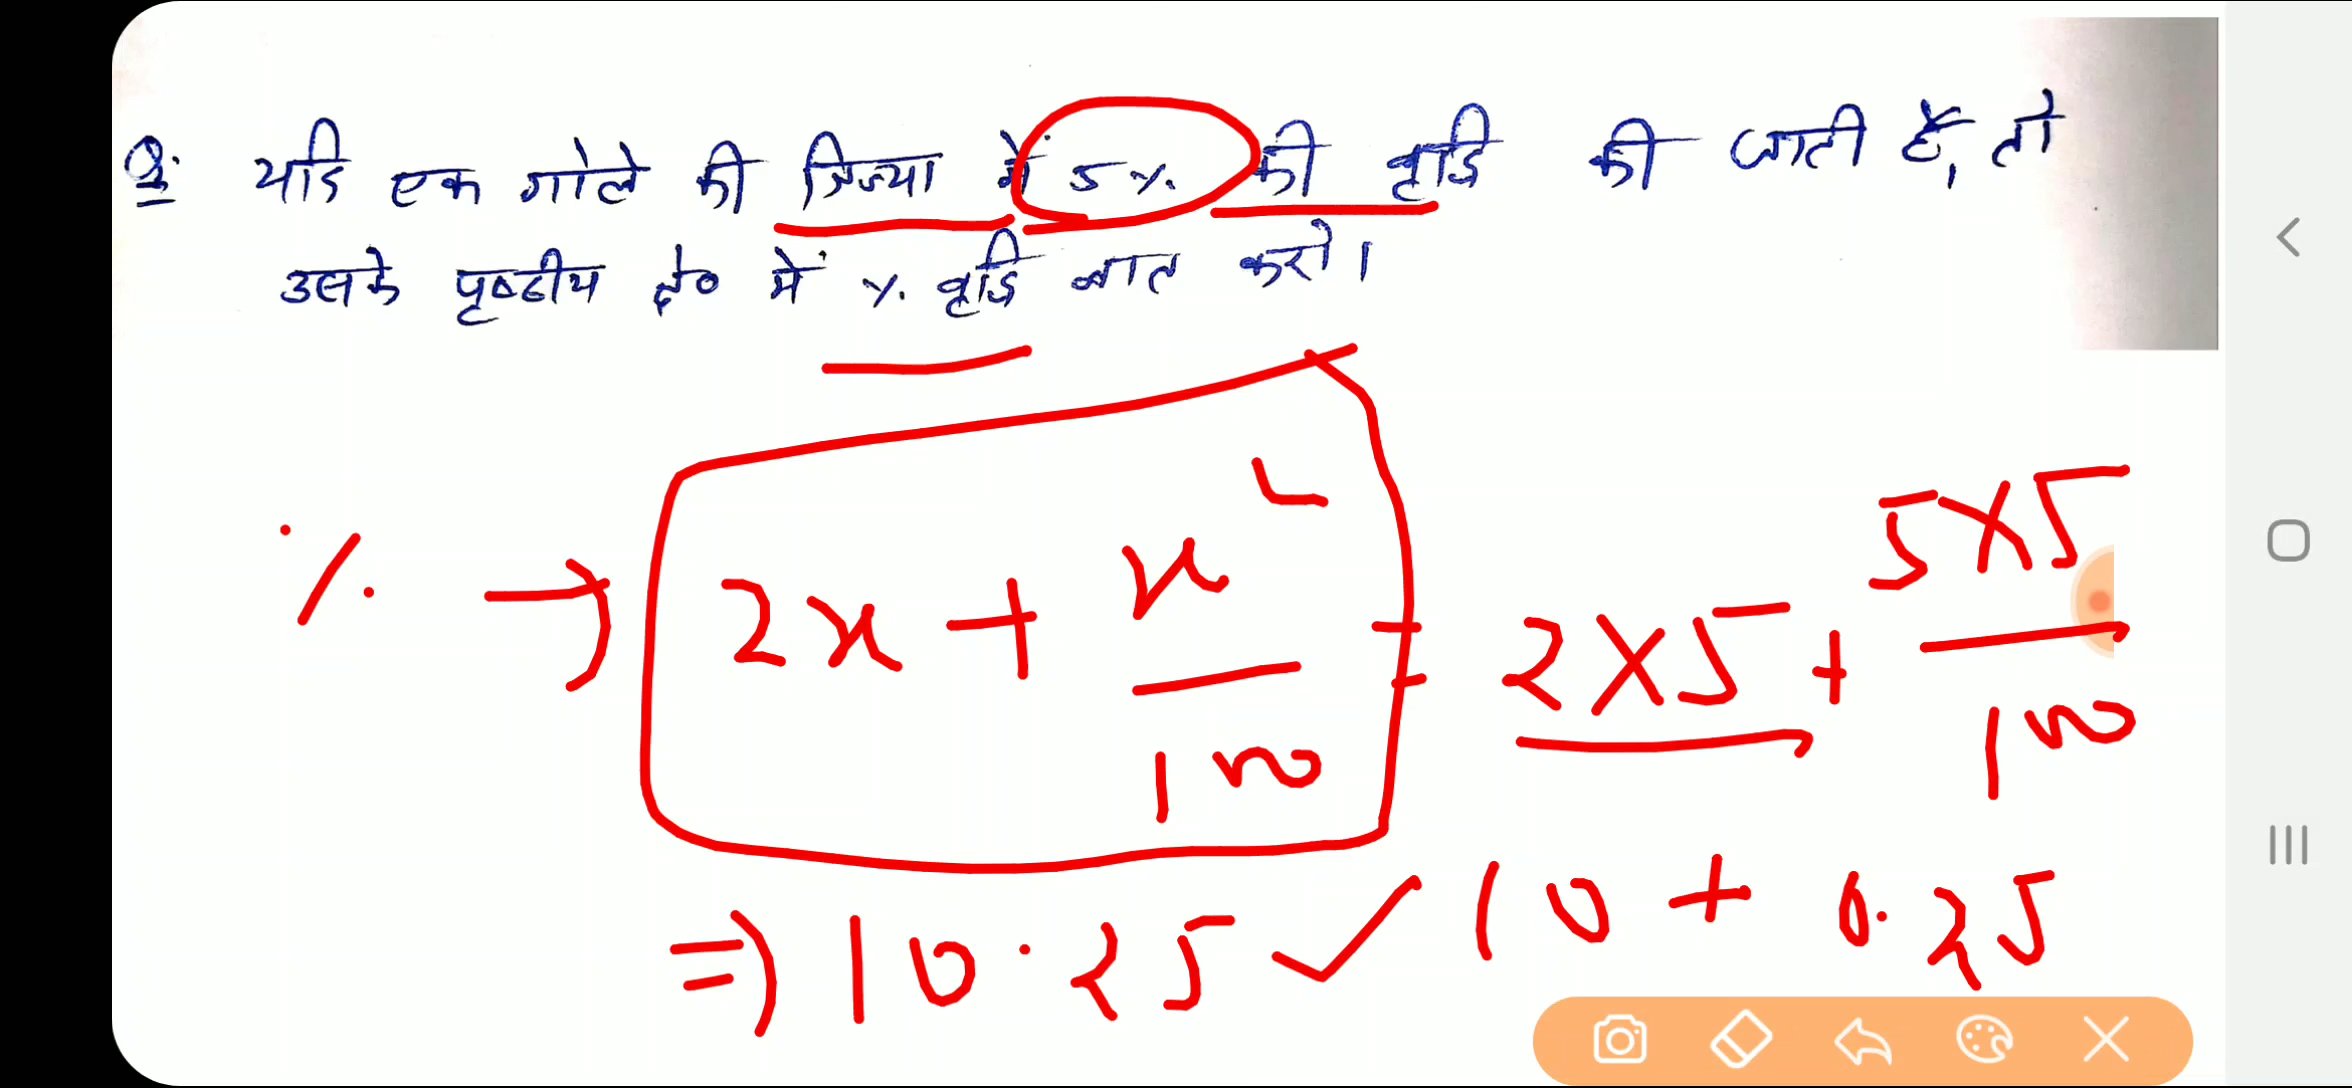 Q. यदि एक गोले की त्रिज्या में 5% की वृद्धि की जाती है, तो
उसके पृष्ठीय क्षे० में % वृद्धि ज्ञात करो।
% → 2x + x²/100 = 2×5 + 5×5/100
10 + 0.25
⇒ 10.25 ✓